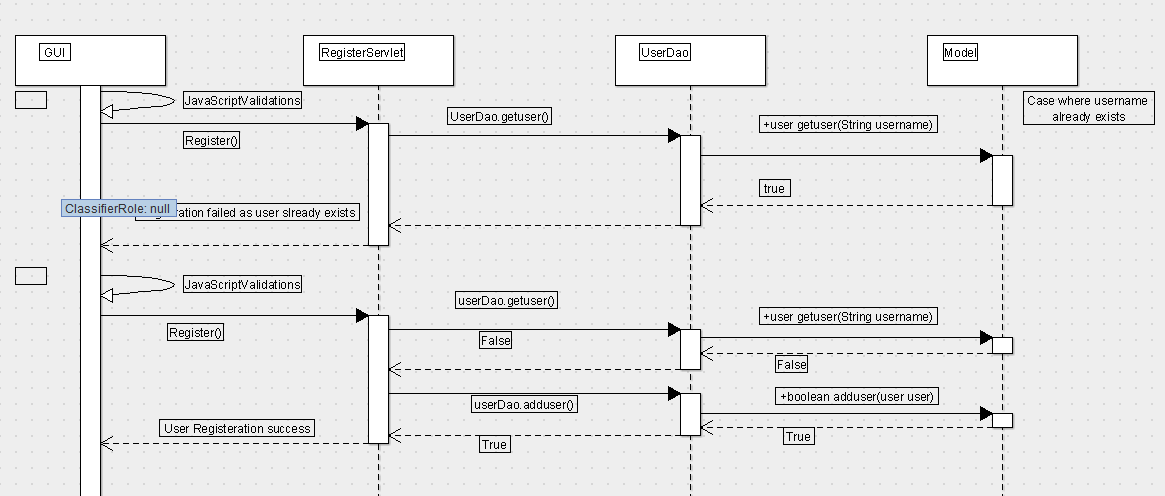 GUI
RegisterServlet
UserDao
Model
JavaScriptValidations
Case where username
already exists
UserDao.getuser()
+user getuser(String username)
Register()
true
ClassifierRole: null
failed as user slready exists
JavaScriptValidations
userDao.getuser()
+user getuser(String username)
Register()
False
False
userDao.adduser()
+boolean adduser(user user)
User Registeration success
True
True